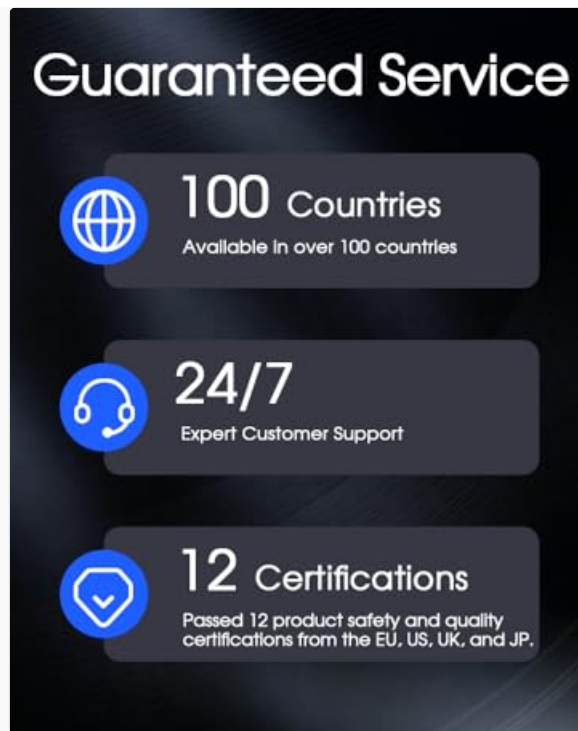 Guaranteed Service
100 Countries
Available in over 100 countries
24/7
Expert Customer Support
12 Certifications
Passed 12 product safety and quality
certifications from the EU, US, UK, and JP.